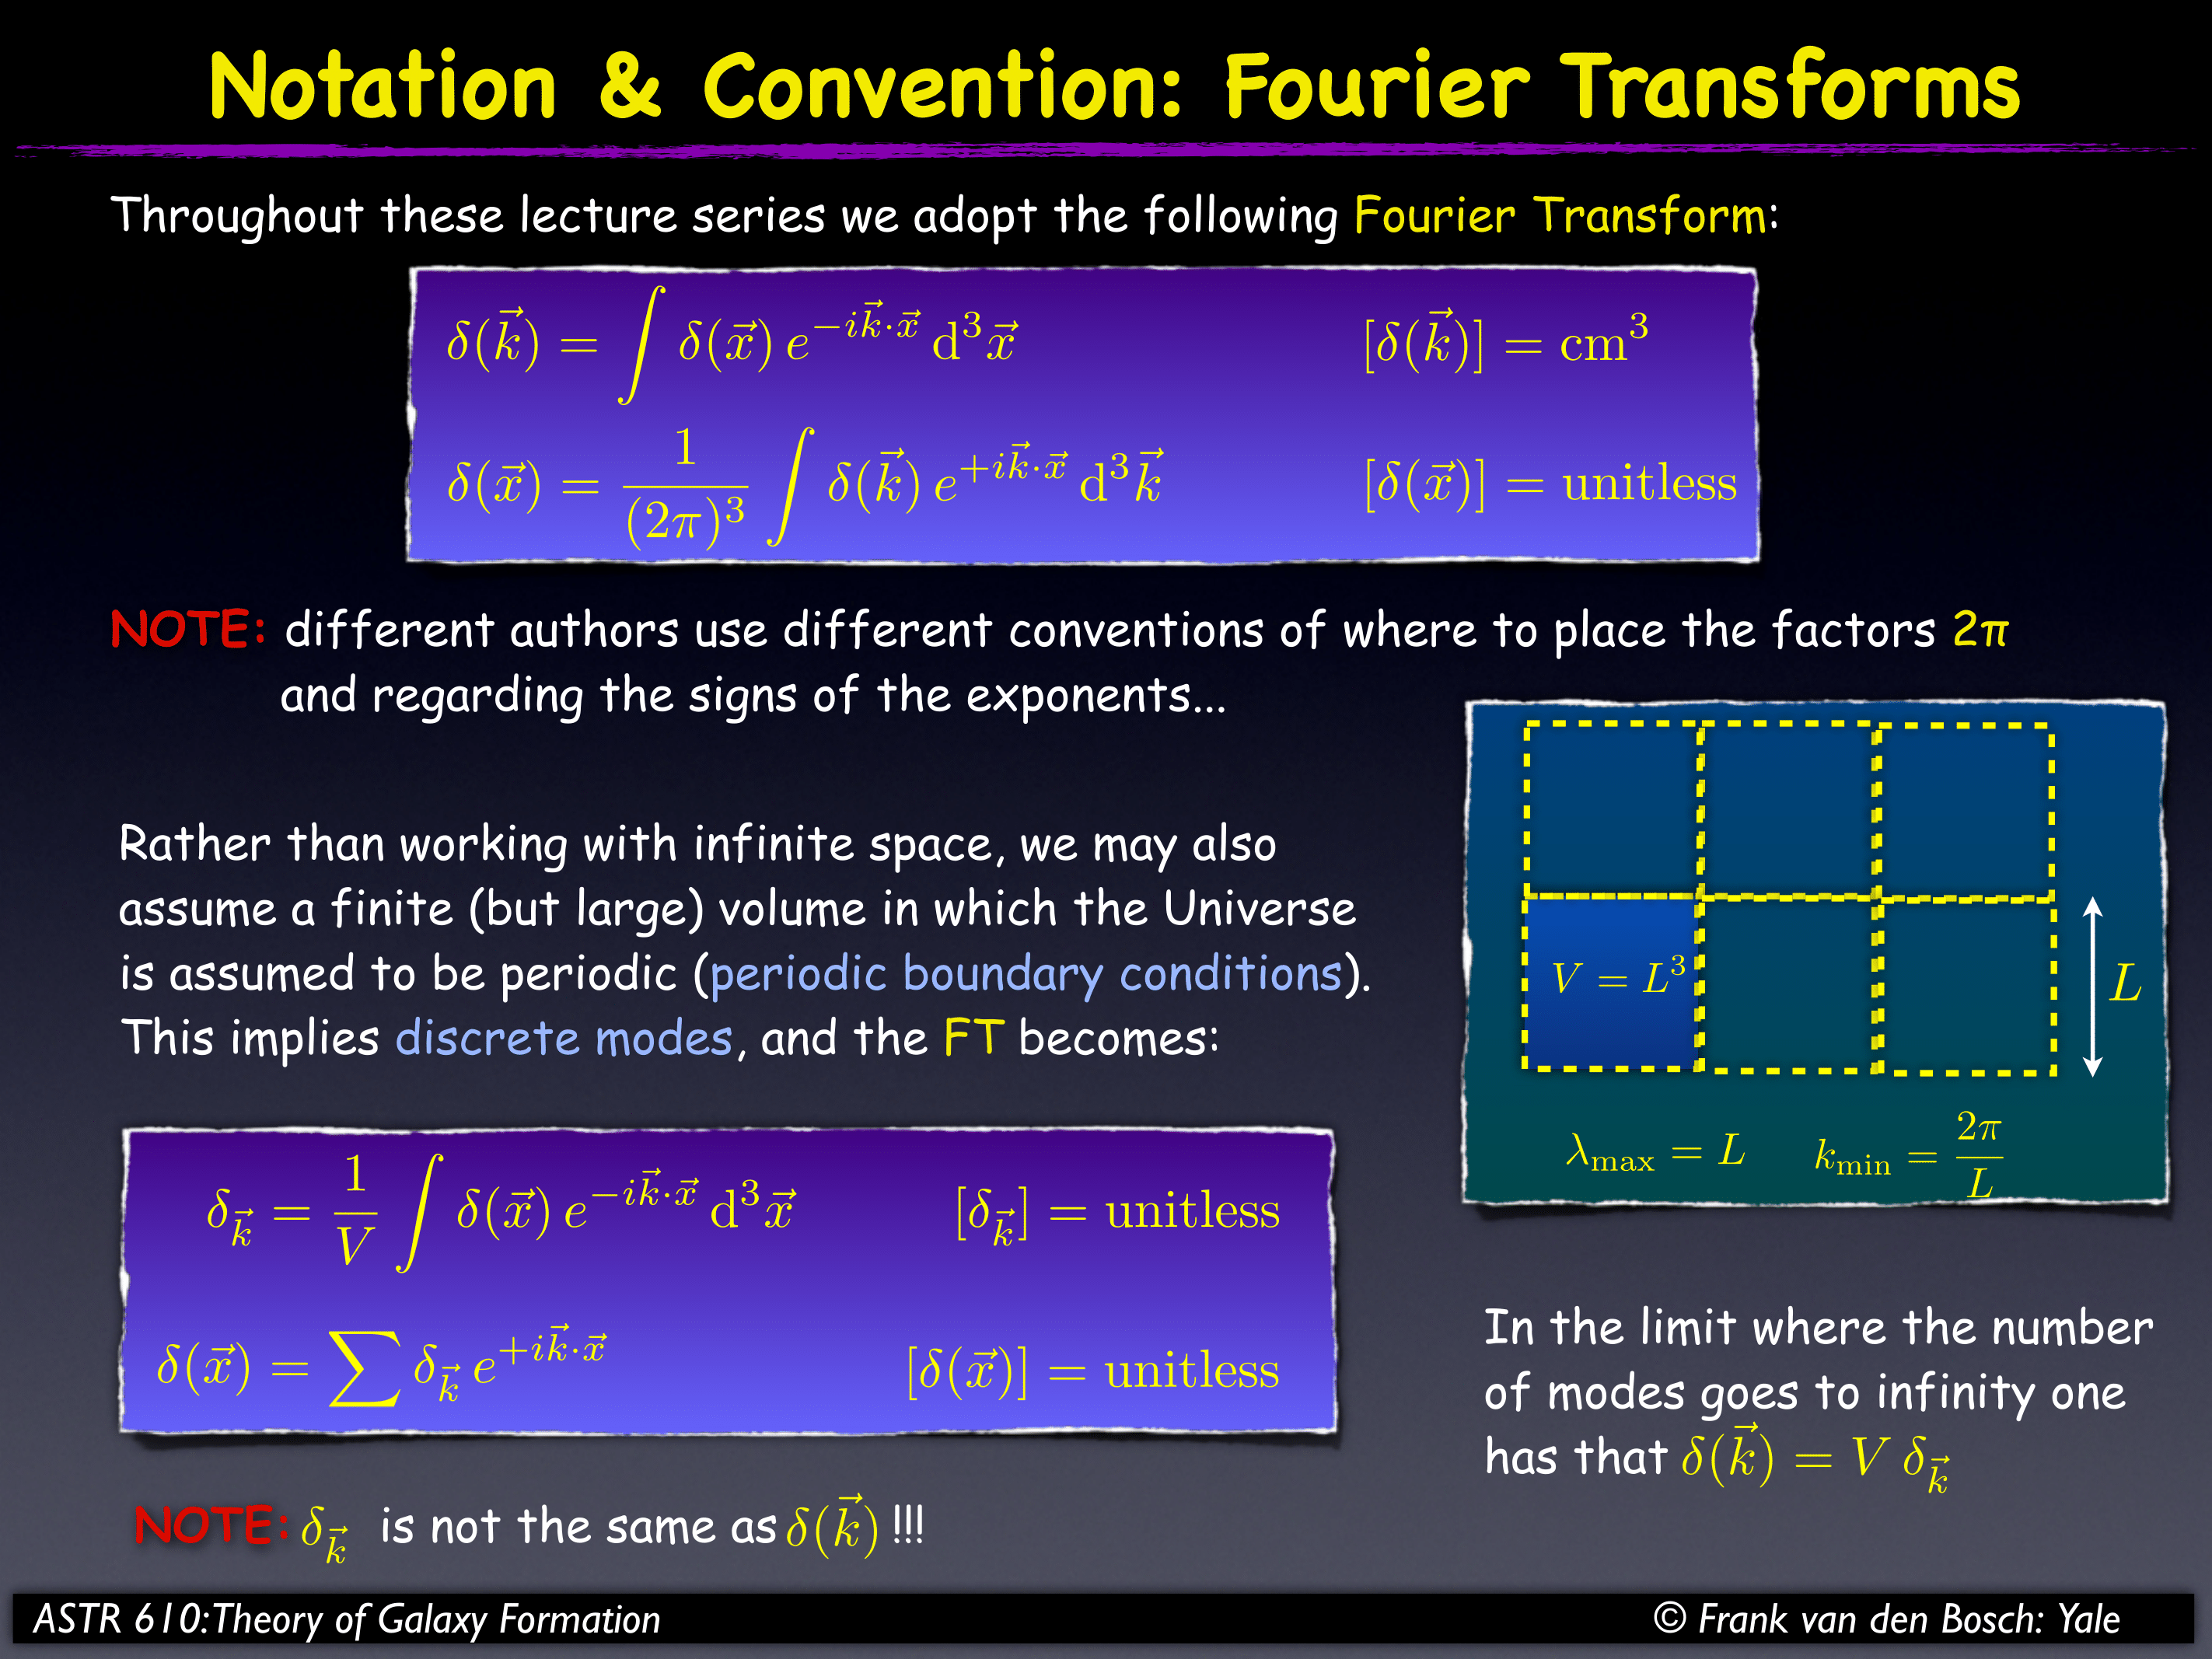 Notation & Convention: Fourier Transforms
Throughout these lecture series we adopt the following Fourier Transform:
$\delta(\vec{k}) = \int \delta(\vec{x}) \, e^{-i\vec{k}\cdot\vec{x}} \, \mathrm{d}^3\vec{x}$ $[\delta(\vec{k})] = \mathrm{cm}^3$
$\delta(\vec{x}) = \frac{1}{(2\pi)^3} \int \delta(\vec{k}) \, e^{+i\vec{k}\cdot\vec{x}} \, \mathrm{d}^3\vec{k}$ $[\delta(\vec{x})] = \mathrm{unitless}$
NOTE: different authors use different conventions of where to place the factors 2π
and regarding the signs of the exponents...
Rather than working with infinite space, we may also
assume a finite (but large) volume in which the Universe
is assumed to be periodic (periodic boundary conditions).
This implies discrete modes, and the FT becomes:
$\delta_{\vec{k}} = \frac{1}{V} \int \delta(\vec{x}) \, e^{-i\vec{k}\cdot\vec{x}} \, \mathrm{d}^3\vec{x}$ $[\delta_{\vec{k}}] = \mathrm{unitless}$
$\delta(\vec{x}) = \sum \delta_{\vec{k}} \, e^{+i\vec{k}\cdot\vec{x}}$ $[\delta(\vec{x})] = \mathrm{unitless}$
NOTE: $\delta_{\vec{k}}$ is not the same as $\delta(\vec{k})$ !!!
$V = L^3$
$L$
$\lambda_{\mathrm{max}} = L$ $k_{\mathrm{min}} = \frac{2\pi}{L}$
In the limit where the number
of modes goes to infinity one
has that $\delta(\vec{k}) = V \, \delta_{\vec{k}}$
ASTR 610:Theory of Galaxy Formation
© Frank van den Bosch: Yale